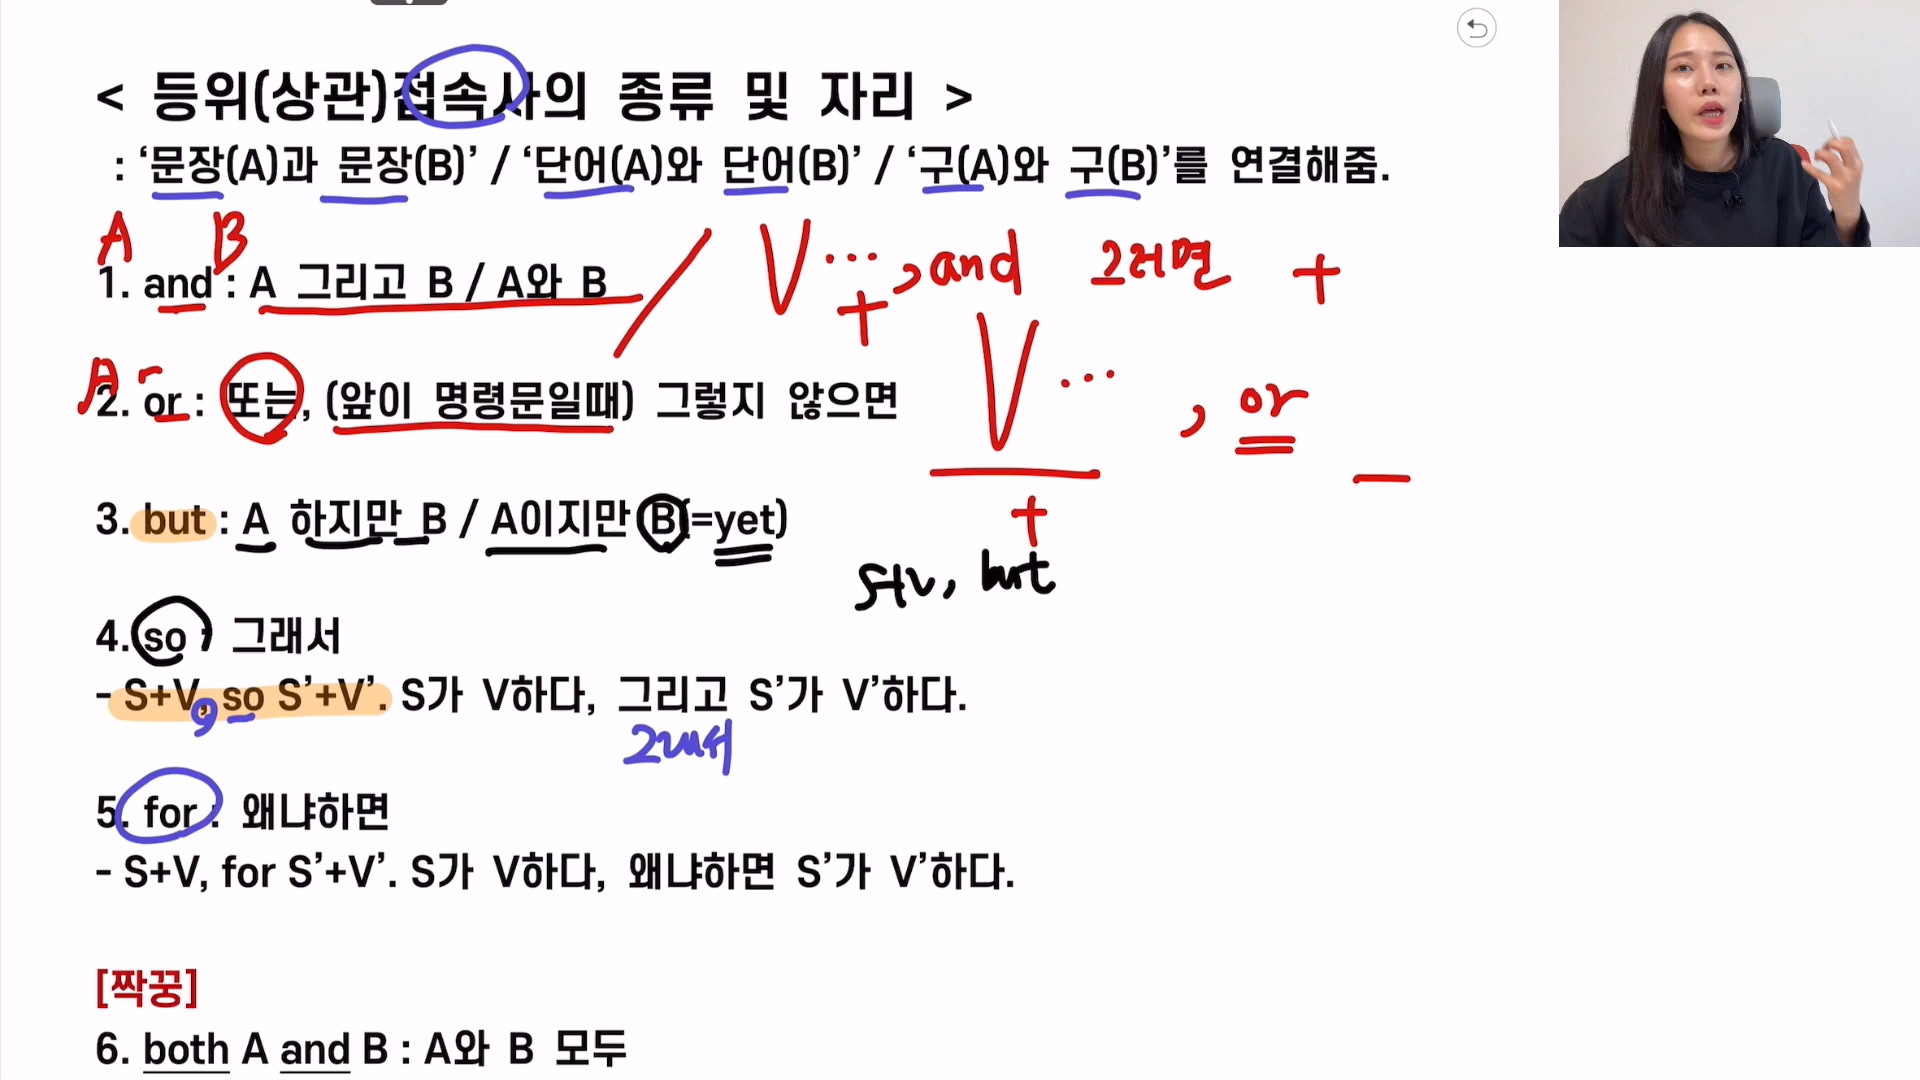 < 등위(상관)접속사의 종류 및 자리 >
: ‘문장(A)과 문장(B)’ / ‘단어(A)와 단어(B)’ / ‘구(A)와 구(B)’를 연결해줌.
A B
1. and : A 그리고 B / A와 B
V ... , and 그러면 +
+
A
2. or : 또는, (앞이 명령문일때) 그렇지 않으면
V ... , or
+ −
3. but : A 하지만 B / A이지만 B(=yet)
S+V, but
4. so : 그래서
- S+V, so S’+V’. S가 V하다, 그리고 S’가 V’하다.
그래서
5. for : 왜냐하면
- S+V, for S’+V’. S가 V하다, 왜냐하면 S’가 V’하다.
[짝꿍]
6. both A and B : A와 B 모두